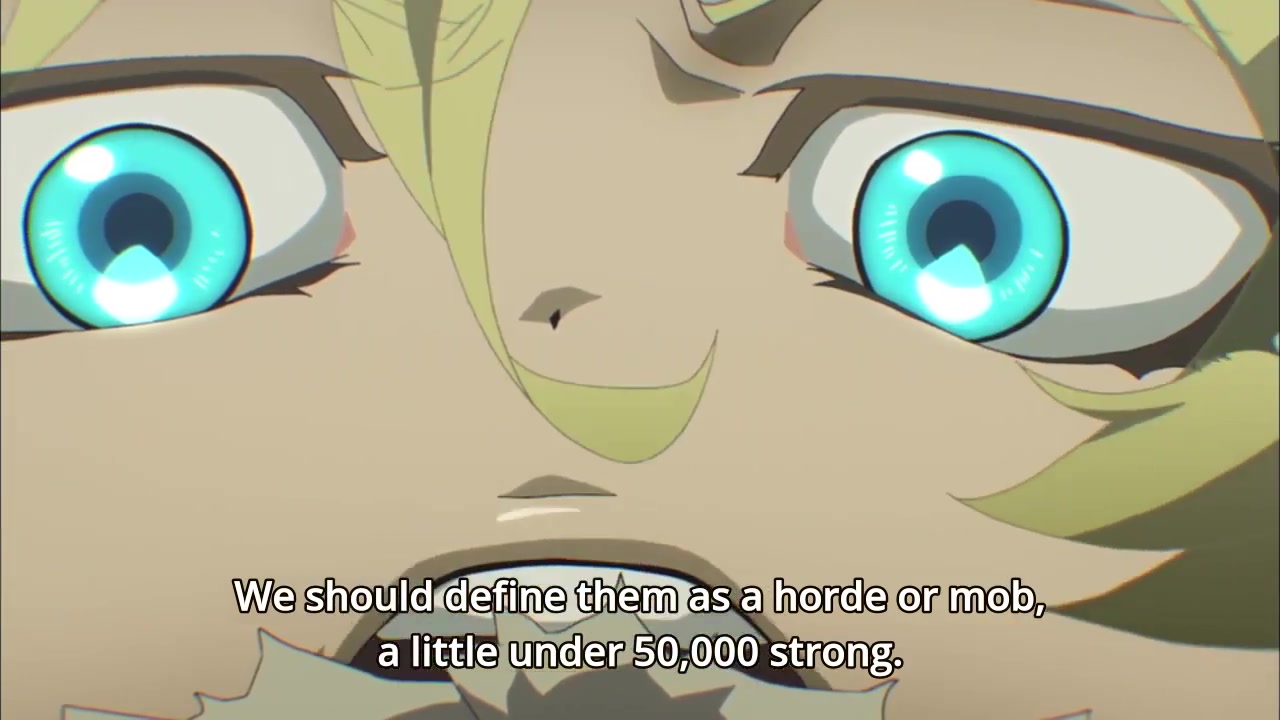 We should define them as a horde or mob,
a little under 50,000 strong.